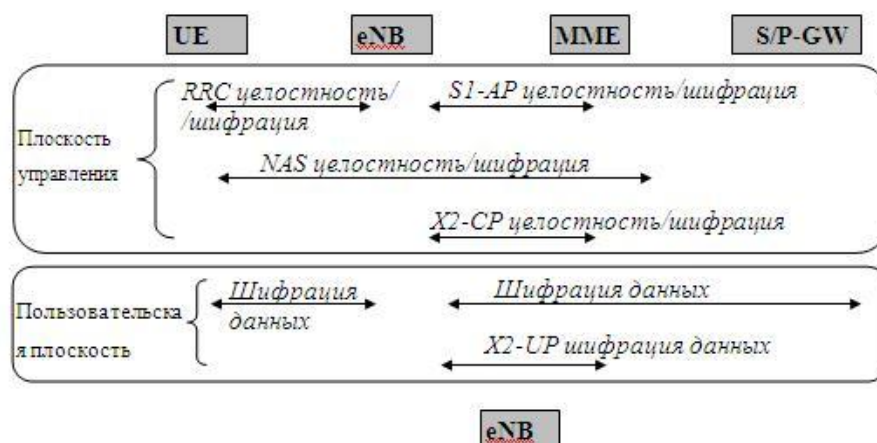 UE eNB MME S/P-GW
RRC целостность/
/шифрация
S1-AP целостность/шифрация
Плоскость
управления
NAS целостность/шифрация
X2-CP целостность/шифрация
Шифрация
данных
Шифрация данных
Пользовательска
я плоскость
X2-UP шифрация данных
eNB